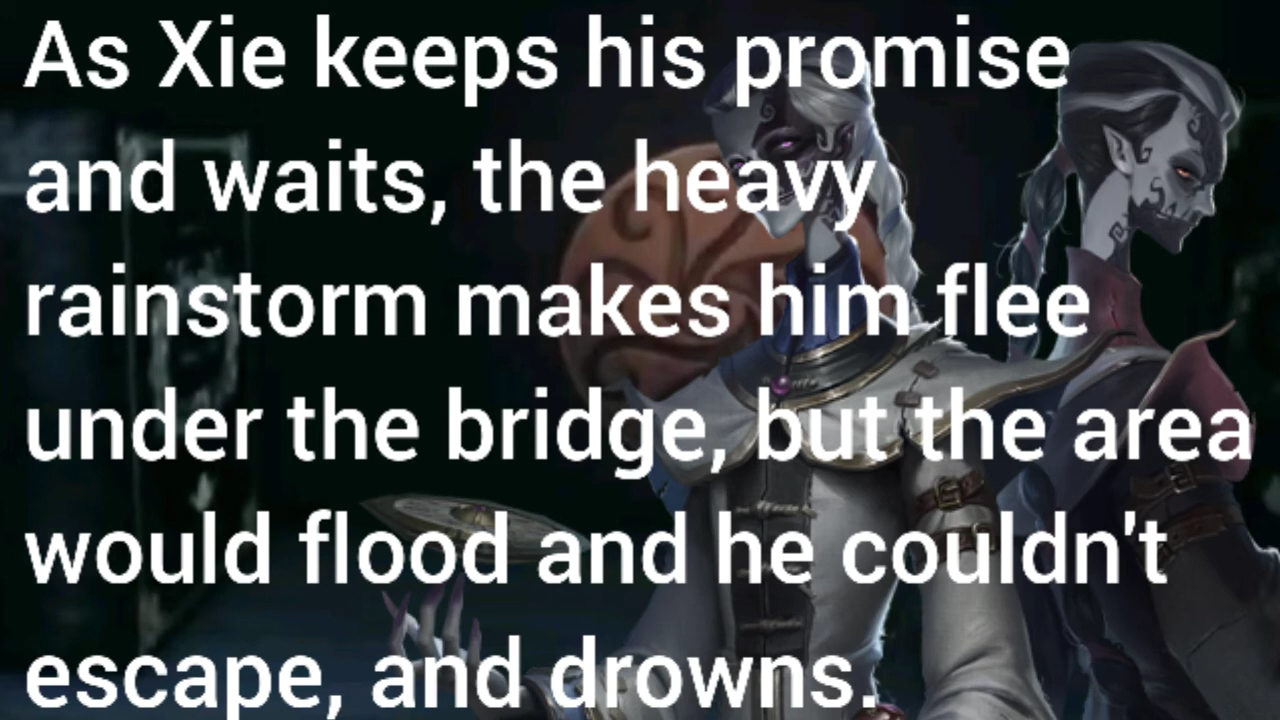 As Xie keeps his promise
and waits, the heavy
rainstorm makes him flee
under the bridge, but the area
would flood and he couldn't
escape, and drowns.